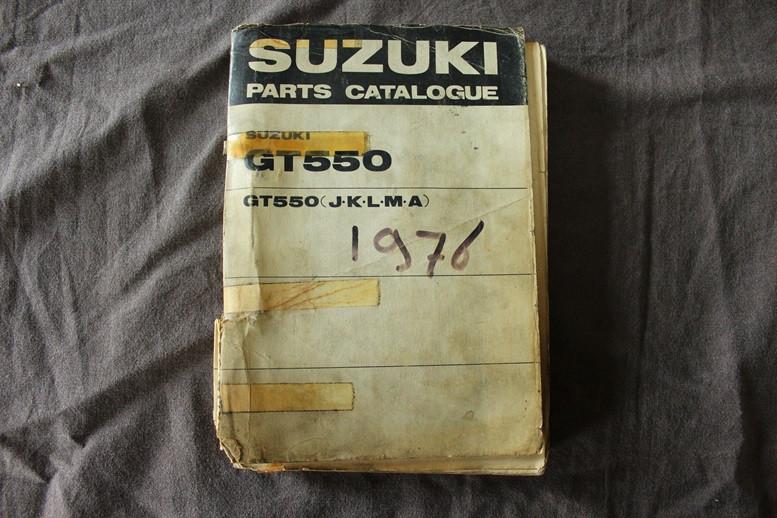 SUZUKI
PARTS CATALOGUE
SUZUKI
GT550
GT550(J·K·L·M·A)
1976